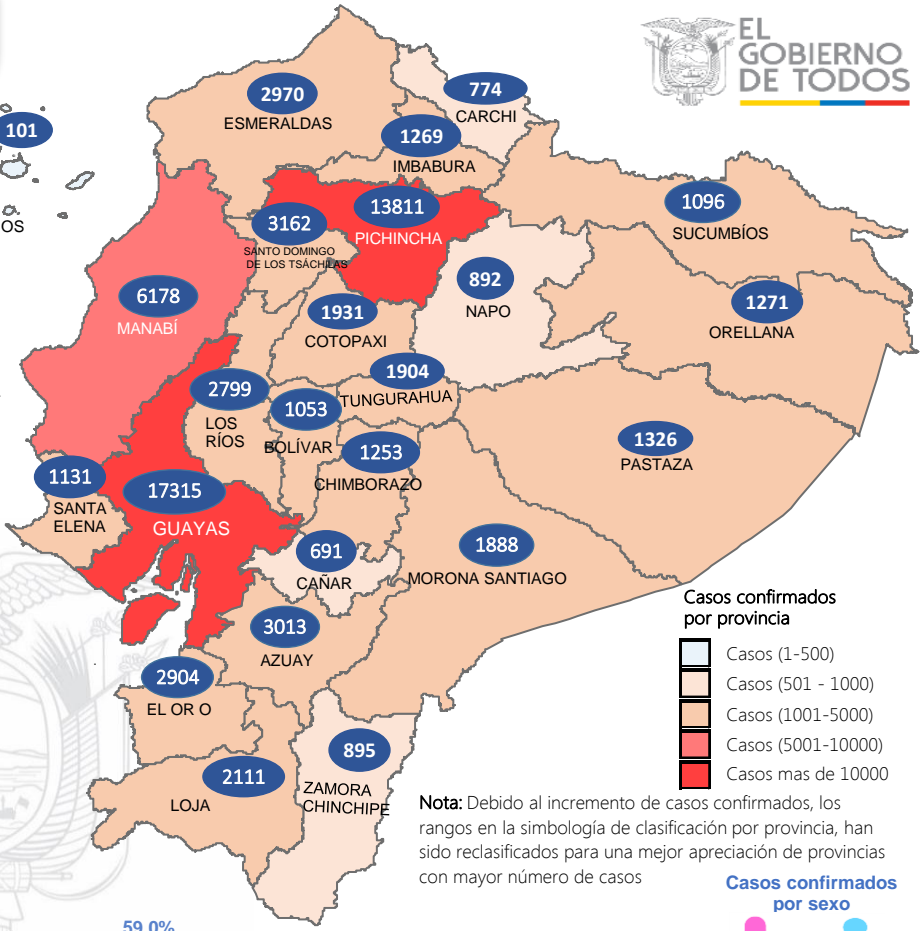 EL
GOBIERNO
DE TODOS
2970
ESMERALDAS
774
CARCHI
101
OS
1269
IMBABURA
13811
PICHINCHA
1096
SUCUMBÍOS
3162
SANTO DOMINGO
DE LOS TSÁCHILAS
892
NAPO
6178
MANABÍ
1271
ORELLANA
1931
COTOPAXI
2799
LOS
RÍOS
1904
TUNGURAHUA
1053
BOLÍVAR
1326
PASTAZA
1253
CHIMBORAZO
1131
SANTA
ELENA
17315
GUAYAS
691
CAÑAR
1888
MORONA SANTIAGO
3013
AZUAY
2904
EL OR O
2111
LOJA
895
ZAMORA
CHINCHIPE
Casos confirmados
por provincia
Casos (1-500)
Casos (501 - 1000)
Casos (1001-5000)
Casos (5001-10000)
Casos mas de 10000
Nota: Debido al incremento de casos confirmados, los
rangos en la simbología de clasificación por provincia, han
sido reclasificados para una mejor apreciación de provincias
con mayor número de casos
Casos confirmados
por sexo
59.0%